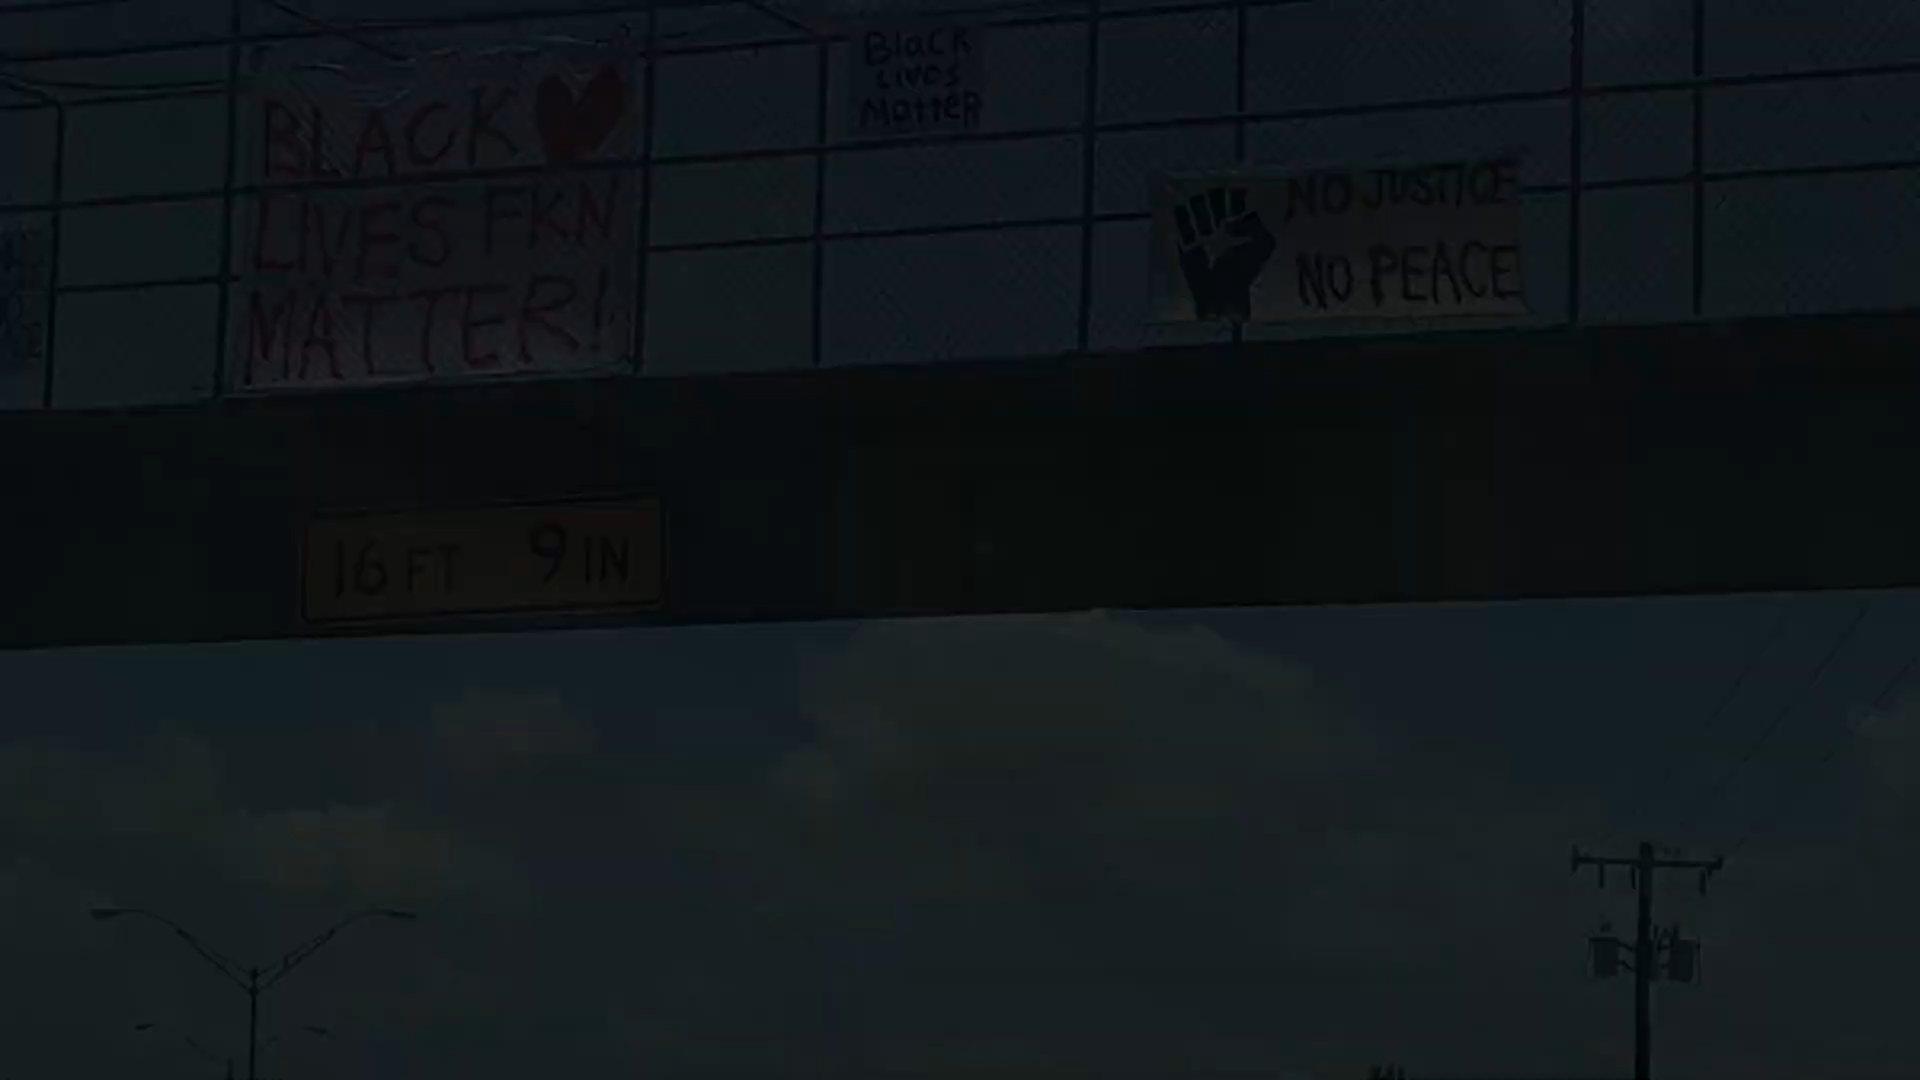 BLACK
LIVES FKN
MATTER!
Black
Lives
MatteR
NO JUSTICE
NO PEACE
16 FT 9 IN